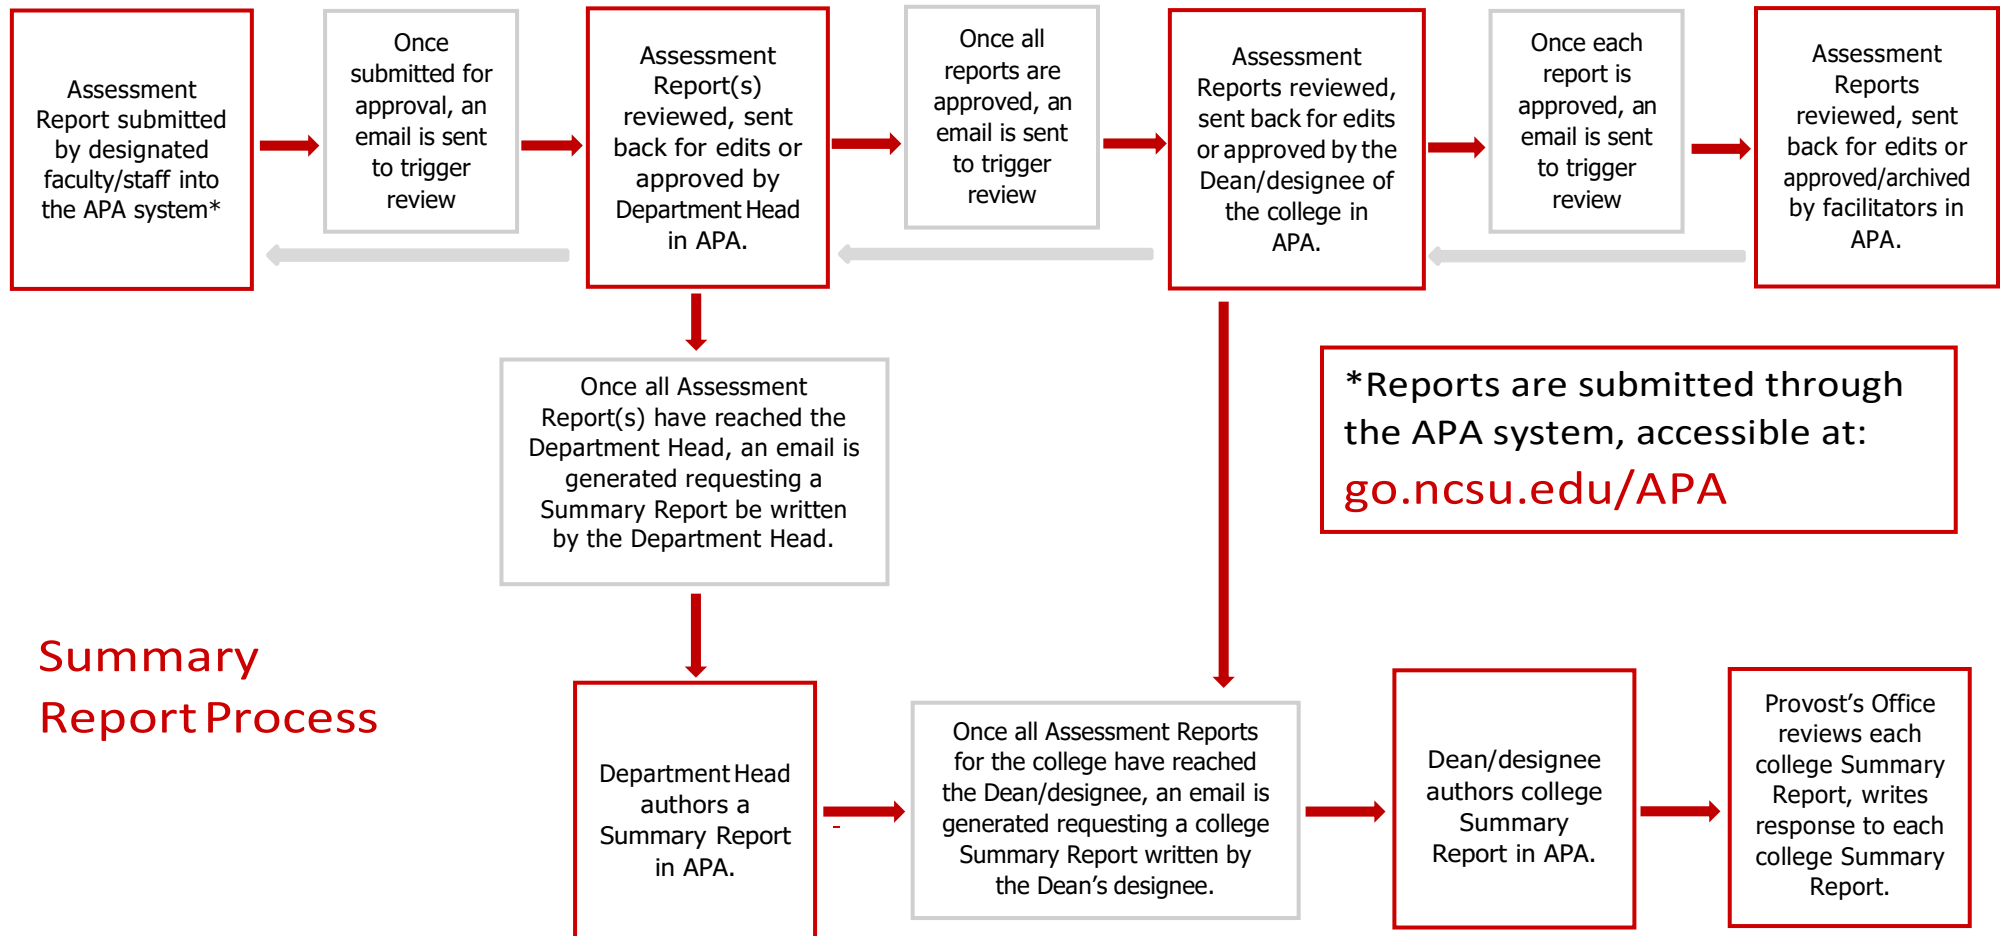 Assessment
Report submitted
by designated
faculty/staff into
the APA system*
Once
submitted for
approval, an
email is sent
to trigger
review
Assessment
Report(s)
reviewed, sent
back for edits or
approved by
Department Head
in APA.
Once all
reports are
approved, an
email is sent
to trigger
review
Assessment
Reports reviewed,
sent back for edits
or approved by the
Dean/designee of
the college in
APA.
Once each
report is
approved, an
email is sent
to trigger
review
Assessment
Reports
reviewed, sent
back for edits or
approved/archived
by facilitators in
APA.
Once all Assessment
Report(s) have reached the
Department Head, an email is
generated requesting a
Summary Report be written
by the Department Head.
*Reports are submitted through
the APA system, accessible at:
go.ncsu.edu/APA
Summary
Report Process
Department Head
authors a
Summary Report
in APA.
Once all Assessment Reports
for the college have reached
the Dean/designee, an email is
generated requesting a college
Summary Report written by
the Dean’s designee.
Dean/designee
authors college
Summary
Report in APA.
Provost’s Office
reviews each
college Summary
Report, writes
response to each
college Summary
Report.